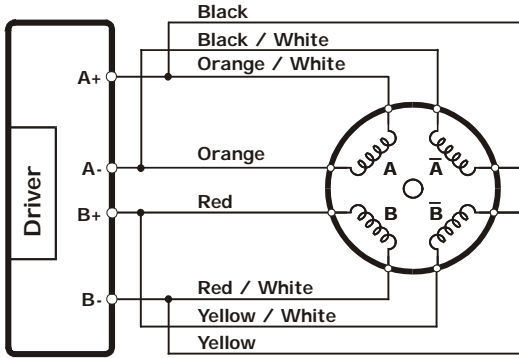 Black
Black / White
Orange / White
A+
Orange
A-
A
A̅
Driver
Red
B+
B
B̅
Red / White
B-
Yellow / White
Yellow